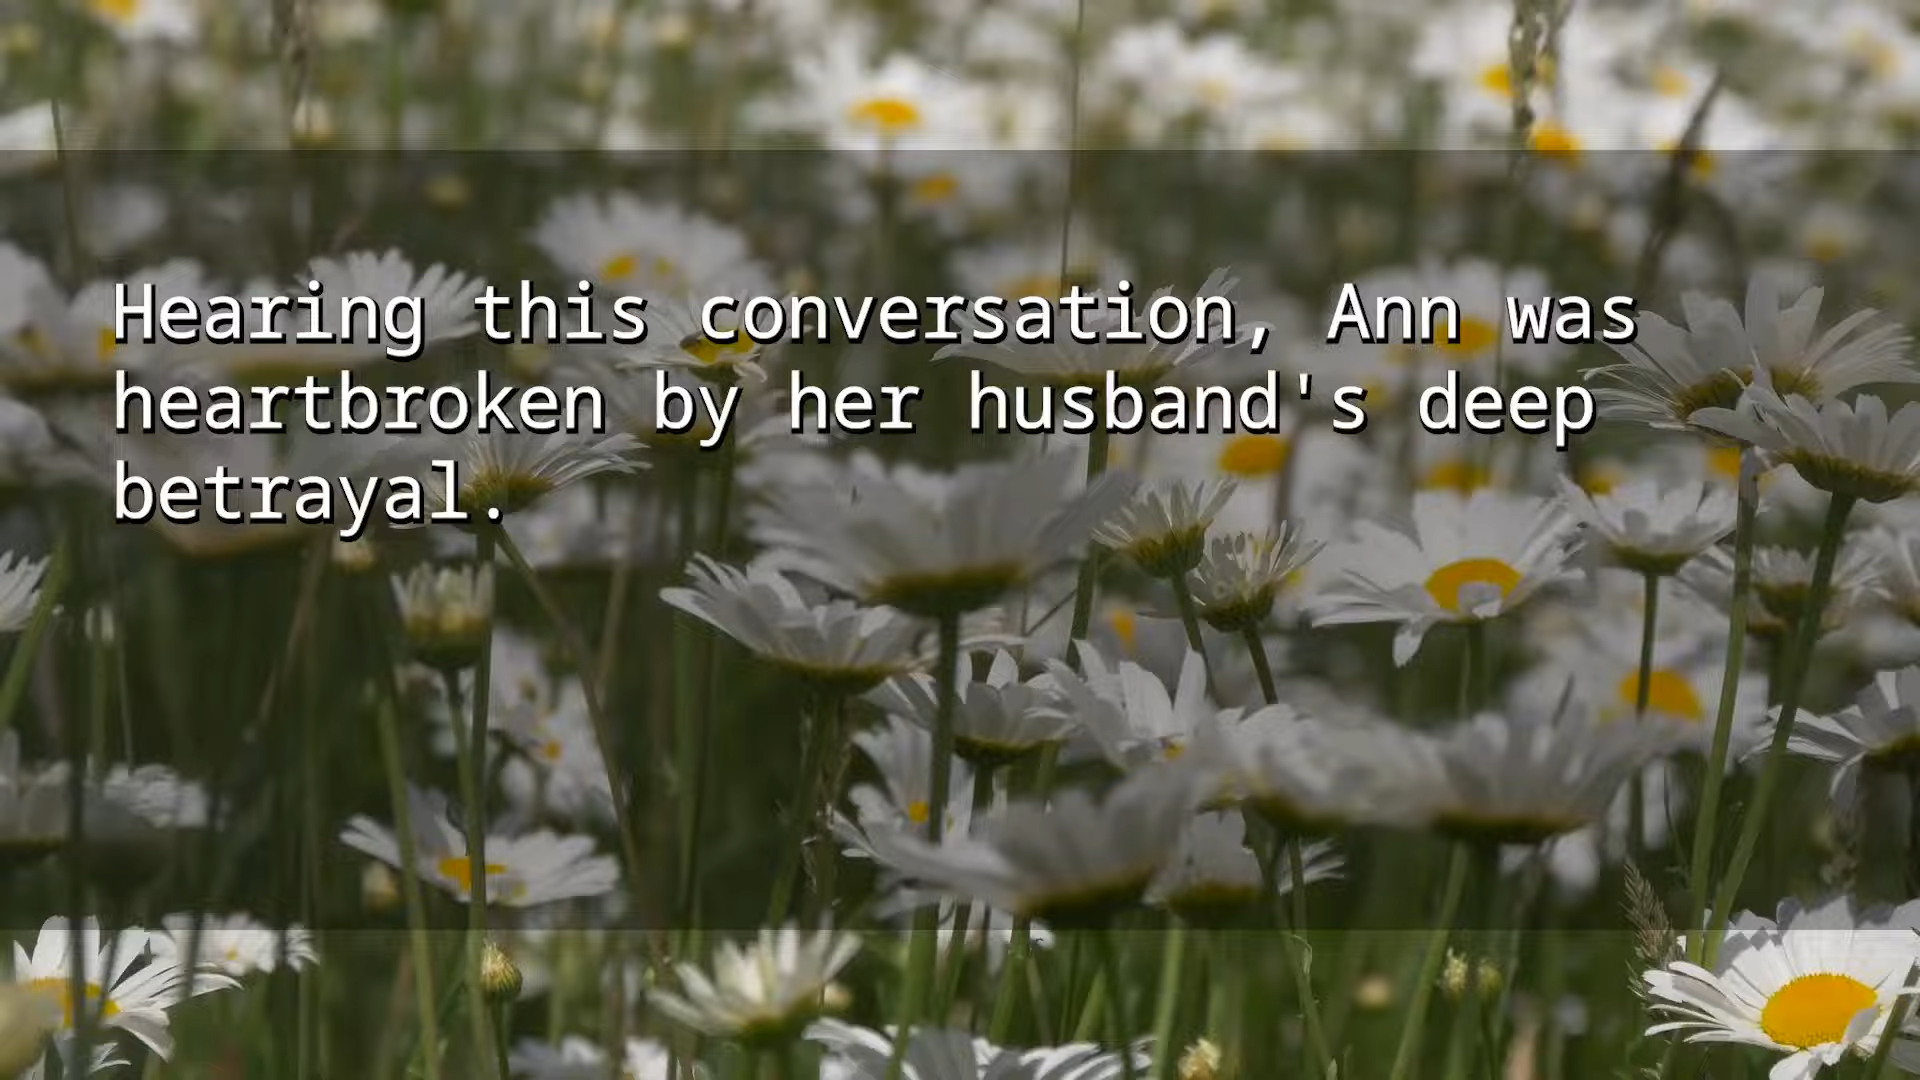 Hearing this conversation, Ann was
heartbroken by her husband's deep
betrayal.